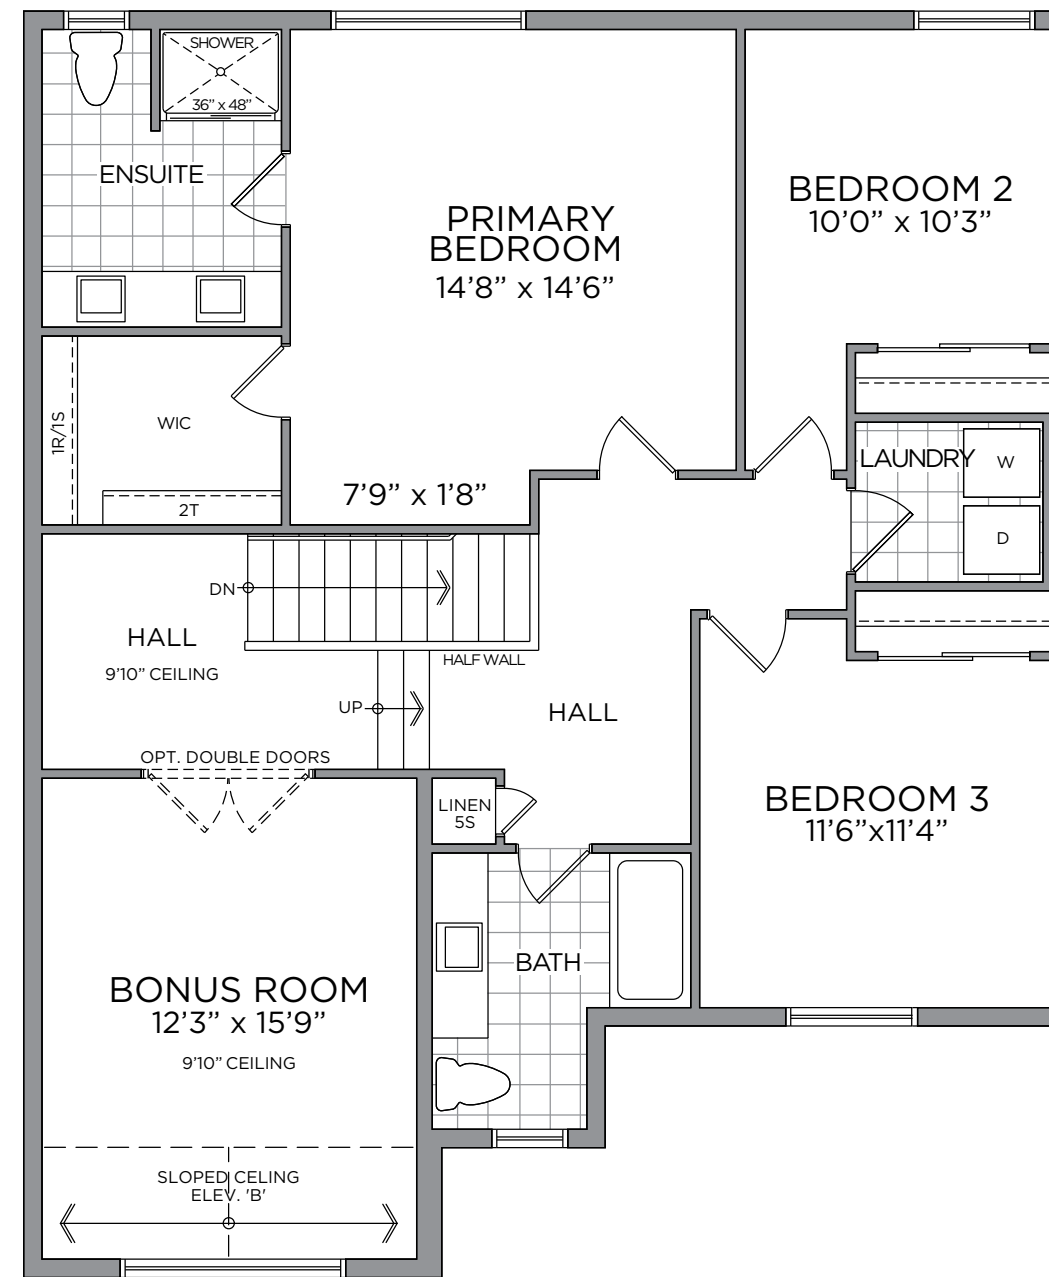 SHOWER
36” x 48”
ENSUITE
PRIMARY
BEDROOM
14’8” x 14’6”
BEDROOM 2
10’0” x 10’3”
1R/1S
WIC
2T
7’9” x 1’8”
LAUNDRY
W
D
DN
HALL
9’10” CEILING
HALF WALL
UP
HALL
OPT. DOUBLE DOORS
LINEN
5S
BEDROOM 3
11’6”x11’4”
BATH
BONUS ROOM
12’3” x 15’9”
9’10” CEILING
SLOPED CELING
ELEV. 'B'